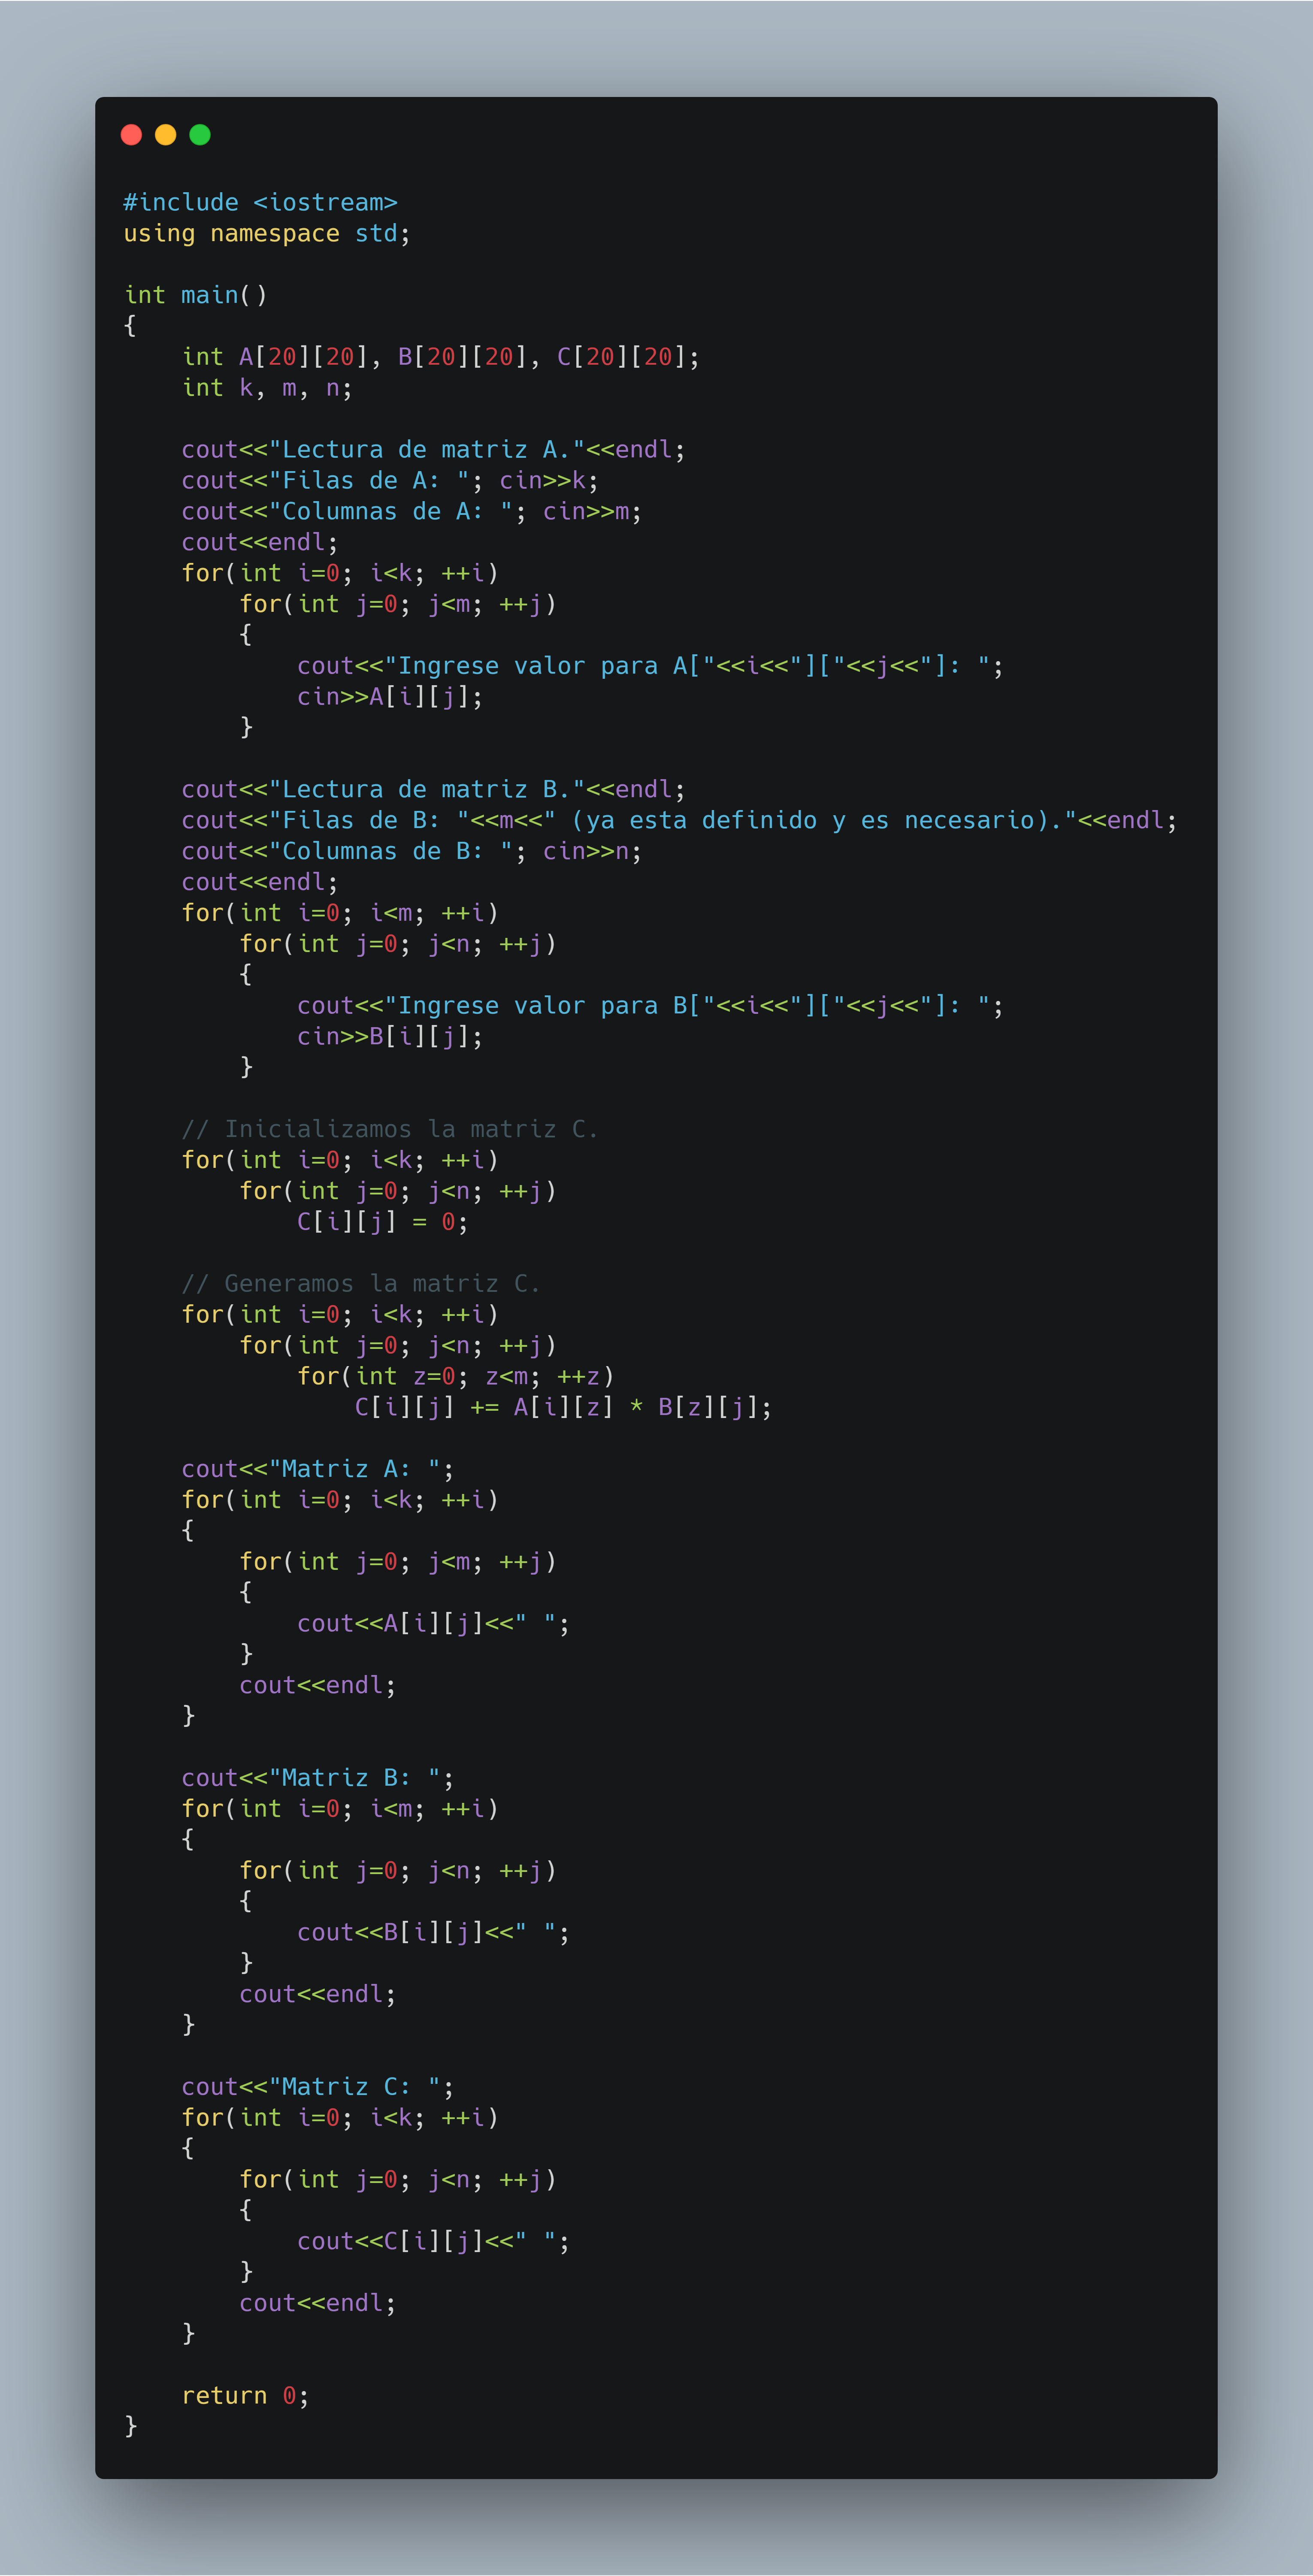 #include <iostream>
using namespace std;

int main()
{
    int A[20][20], B[20][20], C[20][20];
    int k, m, n;

    cout<<"Lectura de matriz A."<<endl;
    cout<<"Filas de A: "; cin>>k;
    cout<<"Columnas de A: "; cin>>m;
    cout<<endl;
    for(int i=0; i<k; ++i)
        for(int j=0; j<m; ++j)
        {
            cout<<"Ingrese valor para A["<<i<<"]["<<j<<"]: ";
            cin>>A[i][j];
        }

    cout<<"Lectura de matriz B."<<endl;
    cout<<"Filas de B: "<<m<<" (ya esta definido y es necesario)."<<endl;
    cout<<"Columnas de B: "; cin>>n;
    cout<<endl;
    for(int i=0; i<m; ++i)
        for(int j=0; j<n; ++j)
        {
            cout<<"Ingrese valor para B["<<i<<"]["<<j<<"]: ";
            cin>>B[i][j];
        }

    // Inicializamos la matriz C.
    for(int i=0; i<k; ++i)
        for(int j=0; j<n; ++j)
            C[i][j] = 0;

    // Generamos la matriz C.
    for(int i=0; i<k; ++i)
        for(int j=0; j<n; ++j)
            for(int z=0; z<m; ++z)
                C[i][j] += A[i][z] * B[z][j];

    cout<<"Matriz A: ";
    for(int i=0; i<k; ++i)
    {
        for(int j=0; j<m; ++j)
        {
            cout<<A[i][j]<<" ";
        }
        cout<<endl;
    }

    cout<<"Matriz B: ";
    for(int i=0; i<m; ++i)
    {
        for(int j=0; j<n; ++j)
        {
            cout<<B[i][j]<<" ";
        }
        cout<<endl;
    }

    cout<<"Matriz C: ";
    for(int i=0; i<k; ++i)
    {
        for(int j=0; j<n; ++j)
        {
            cout<<C[i][j]<<" ";
        }
        cout<<endl;
    }

    return 0;
}